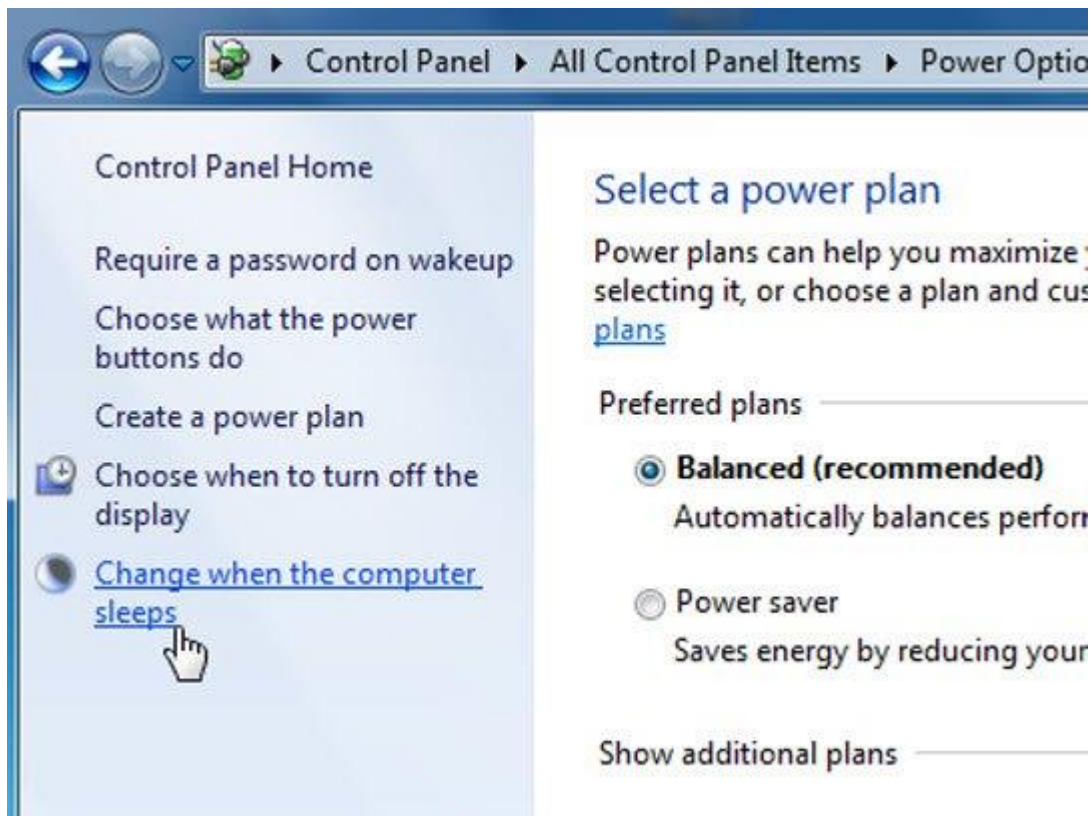 Control Panel All Control Panel Items Power
Control Panel Home
Require a password on wakeup
Choose what the power
buttons do
Create a power plan
Choose when to turn off the
display
Change when the computer
sleeps
Select a power plan
Power plans can help you maximize
selecting it, or choose a plan and
plans
Preferred plans
Balanced (recommended)
Automatically balances
Power saver
Saves energy by reducing your
Show additional plans